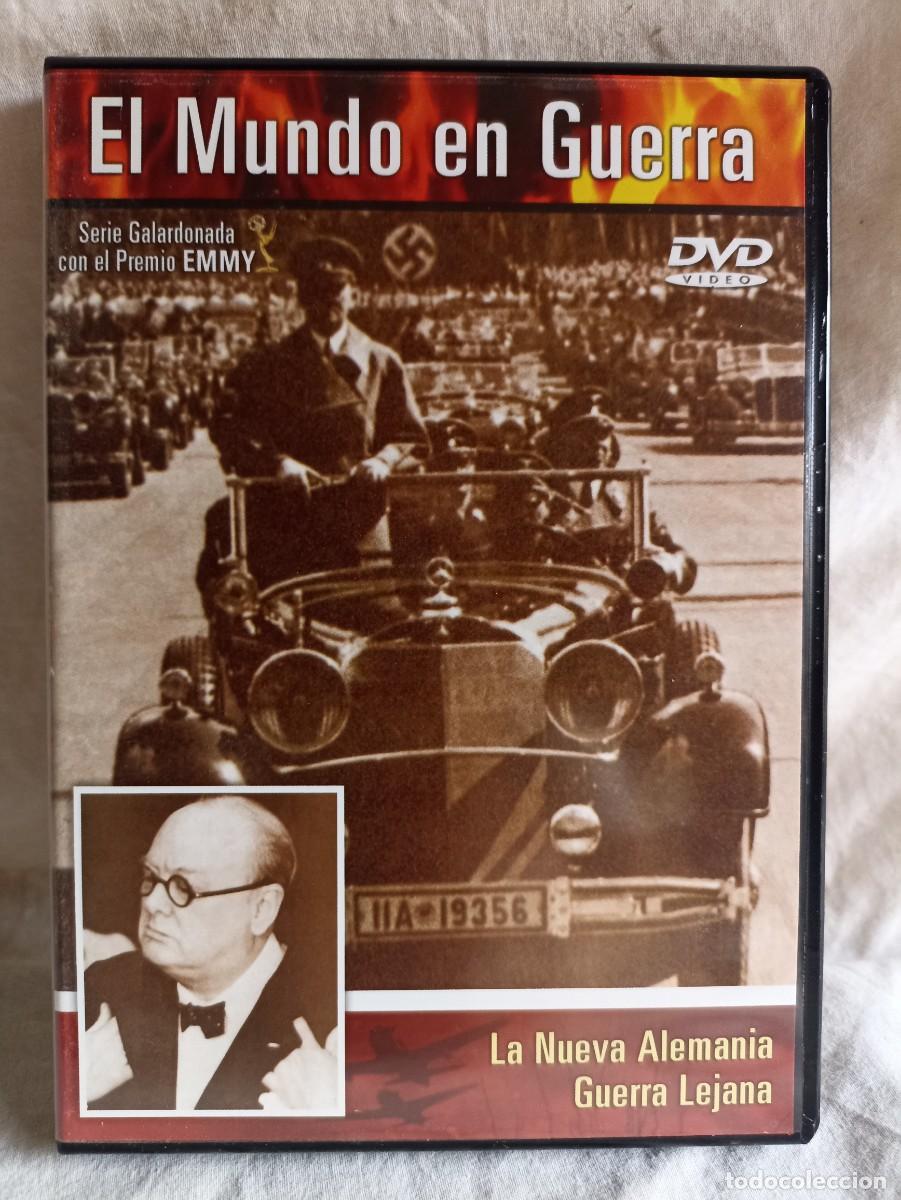 El Mundo en Guerra
Serie Galardonada
con el Premio EMMY
DVD
VIDEO
IIA 19356
La Nueva Alemania
Guerra Lejana
todocoleccion